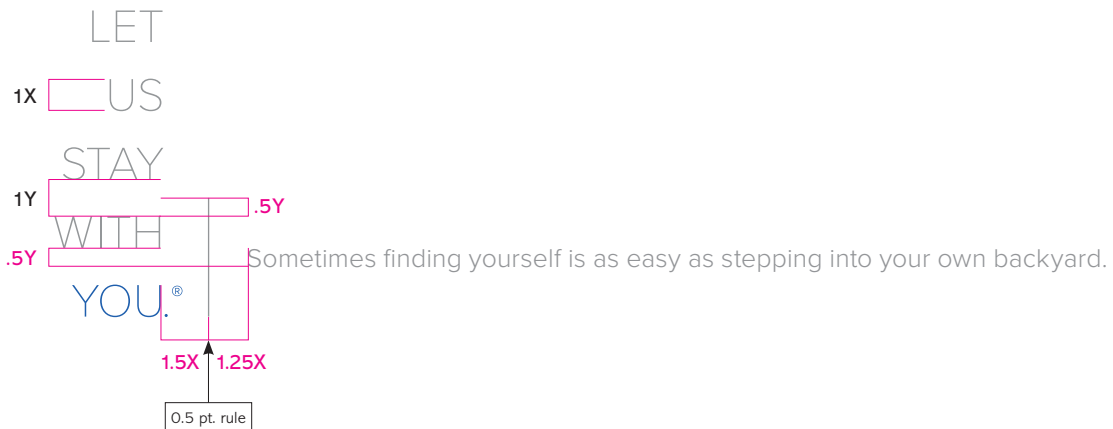 LET
1X US
STAY
1Y .5Y
WITH
.5Y Sometimes finding yourself is as easy as stepping into your own backyard.
YOU.®
1.5X 1.25X
0.5 pt. rule